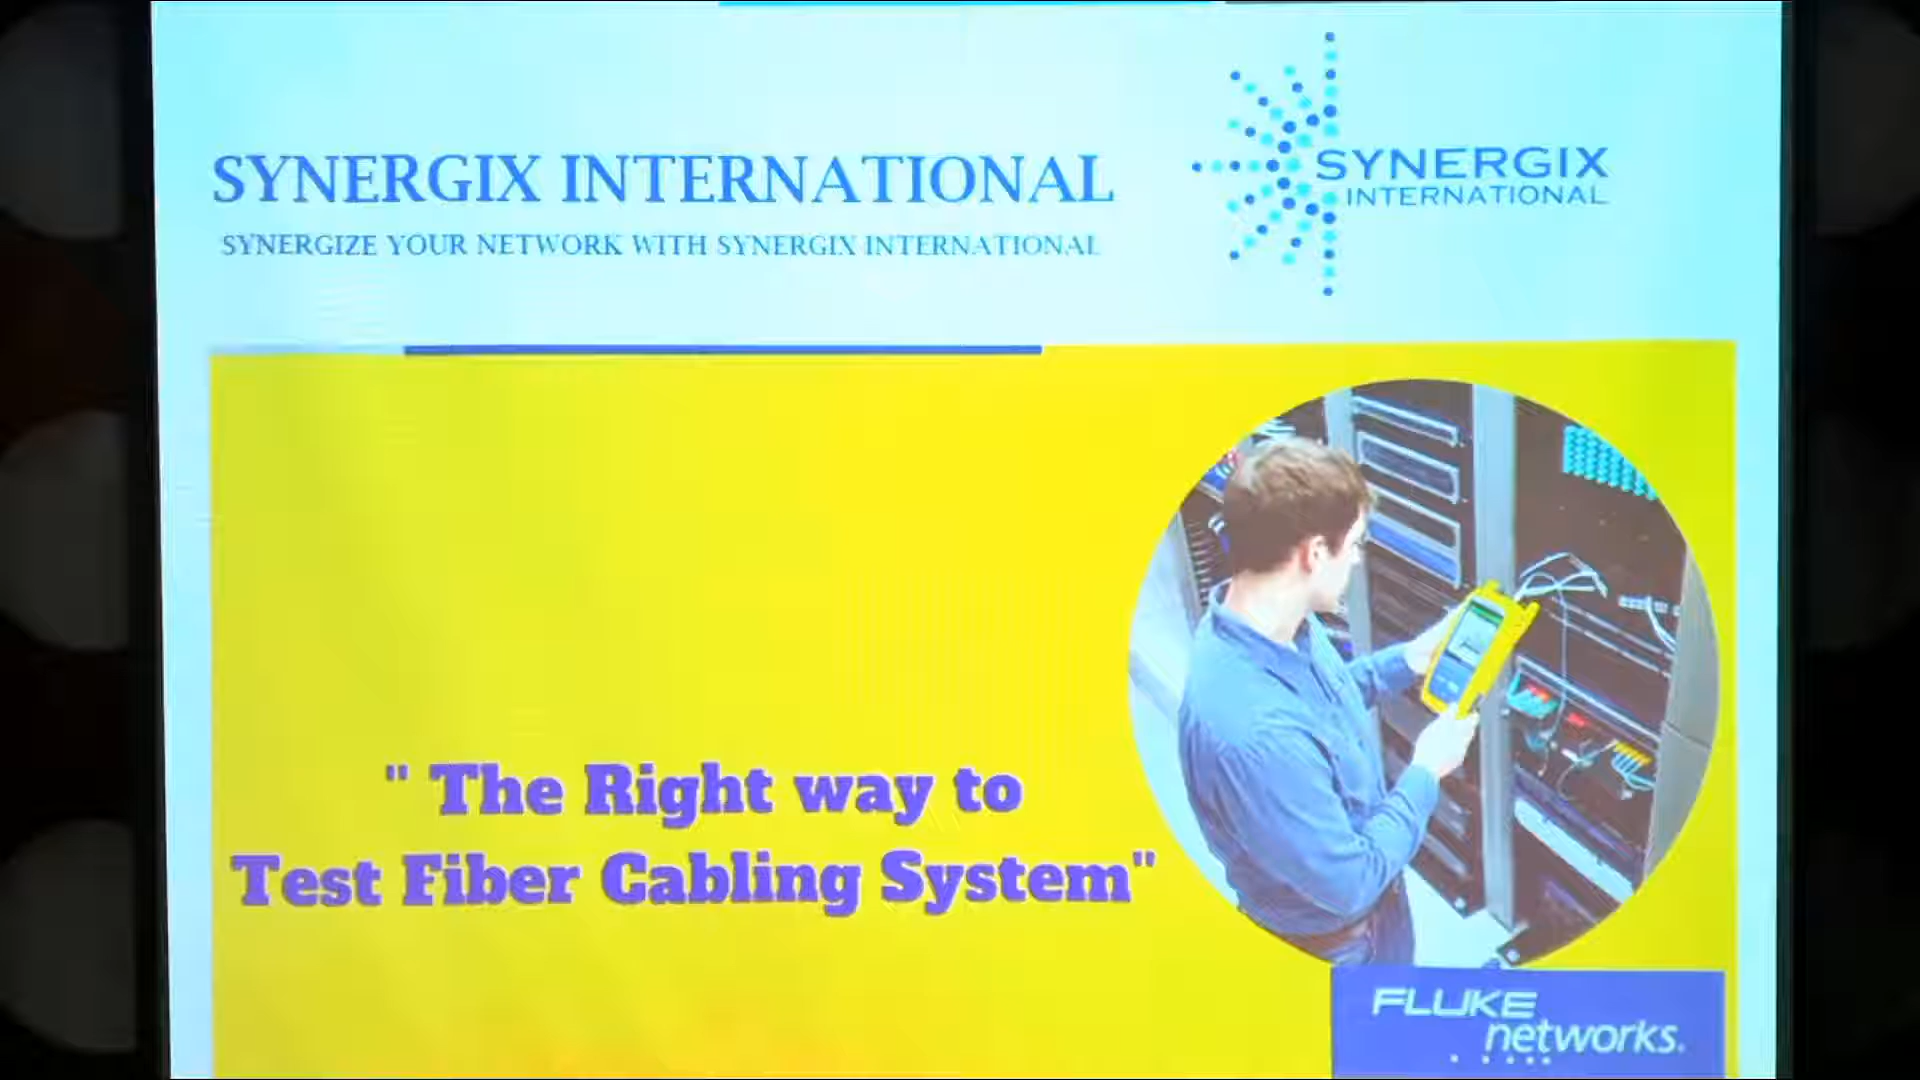 SYNERGIX INTERNATIONAL
SYNERGIZE YOUR NETWORK WITH SYNERGIX INTERNATIONAL
SYNERGIX
INTERNATIONAL
" The Right way to
Test Fiber Cabling System"
FLUKE
networks®